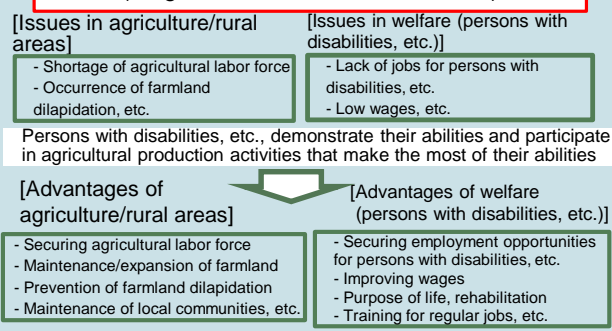 [Issues in agriculture/rural
areas]
- Shortage of agricultural labor force
- Occurrence of farmland
dilapidation, etc.
[Issues in welfare (persons with
disabilities, etc.)]
- Lack of jobs for persons with
disabilities, etc.
- Low wages, etc.
Persons with disabilities, etc., demonstrate their abilities and participate
in agricultural production activities that make the most of their abilities
[Advantages of
agriculture/rural areas]
- Securing agricultural labor force
- Maintenance/expansion of farmland
- Prevention of farmland dilapidation
- Maintenance of local communities, etc.
[Advantages of welfare
(persons with disabilities, etc.)]
- Securing employment opportunities
for persons with disabilities, etc.
- Improving wages
- Purpose of life, rehabilitation
- Training for regular jobs, etc.